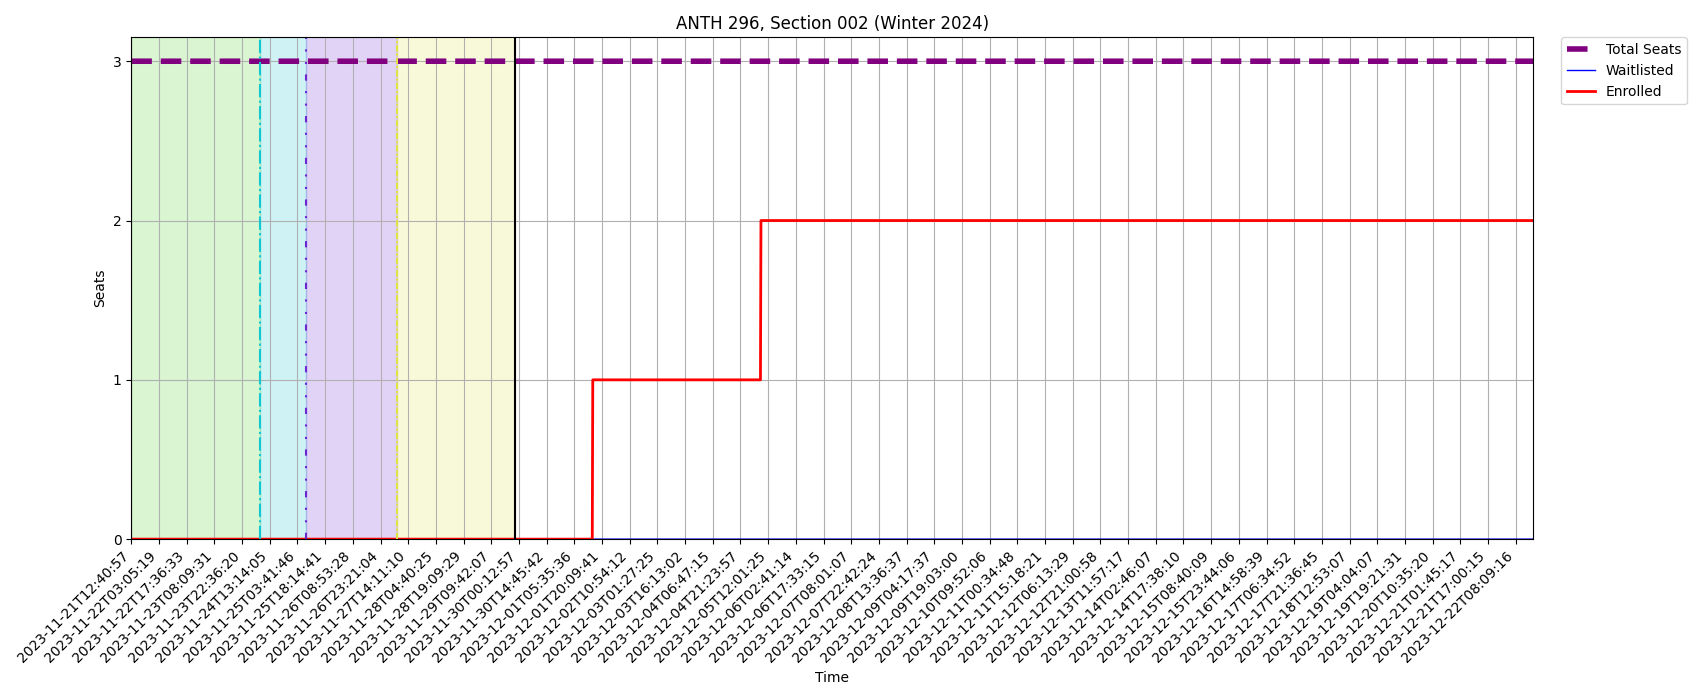 ANTH 296, Section 002 (Winter 2024)
Total Seats
Waitlisted
Enrolled
Seats
3
2
1
0
2023-11-21T12:40:57
2023-11-22T03:05:19
2023-11-22T17:36:33
2023-11-23T08:09:31
2023-11-23T22:36:20
2023-11-24T13:14:05
2023-11-25T03:41:46
2023-11-25T18:14:41
2023-11-26T08:53:28
2023-11-26T23:21:04
2023-11-27T14:11:10
2023-11-28T04:40:25
2023-11-28T19:09:29
2023-11-29T09:42:07
2023-11-30T00:12:57
2023-11-30T14:45:42
2023-12-01T05:35:36
2023-12-01T20:09:41
2023-12-02T10:54:12
2023-12-03T01:27:25
2023-12-03T16:13:02
2023-12-04T06:47:15
2023-12-04T21:23:57
2023-12-05T12:01:25
2023-12-06T02:41:14
2023-12-06T17:33:15
2023-12-07T08:01:07
2023-12-07T22:42:24
2023-12-08T13:36:37
2023-12-09T04:17:37
2023-12-09T19:03:00
2023-12-10T09:52:06
2023-12-11T00:34:48
2023-12-11T15:18:21
2023-12-12T06:13:29
2023-12-12T21:00:58
2023-12-13T11:57:17
2023-12-14T02:46:07
2023-12-14T17:38:10
2023-12-15T08:40:09
2023-12-15T23:44:06
2023-12-16T14:58:39
2023-12-17T06:34:52
2023-12-17T21:36:45
2023-12-18T12:53:07
2023-12-19T04:04:07
2023-12-19T19:21:31
2023-12-20T10:35:20
2023-12-21T01:45:17
2023-12-21T17:00:15
2023-12-22T08:09:16
Time